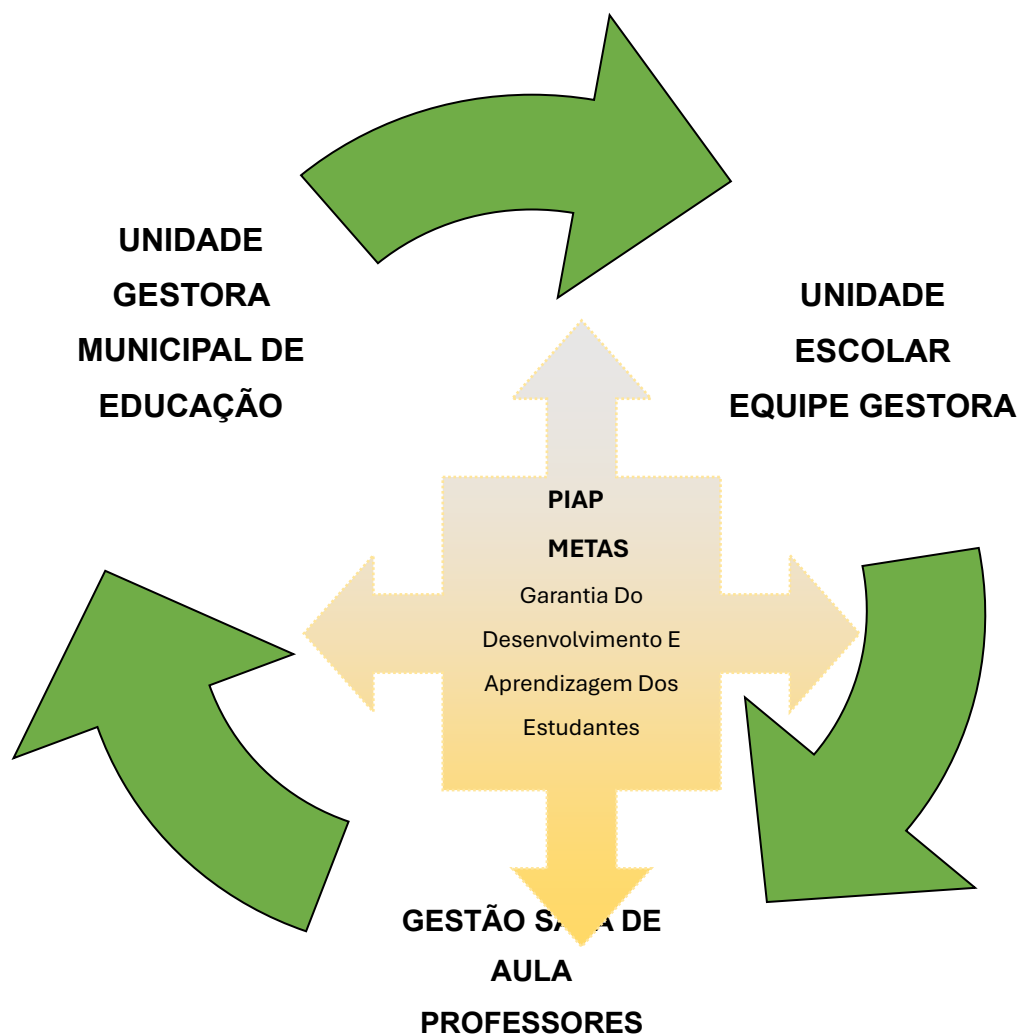 UNIDADE
GESTORA
MUNICIPAL DE
EDUCAÇÃO
UNIDADE
ESCOLAR
EQUIPE GESTORA
PIAP
METAS
Garantia Do
Desenvolvimento E
Aprendizagem Dos
Estudantes
GESTÃO SALA DE
AULA
PROFESSORES